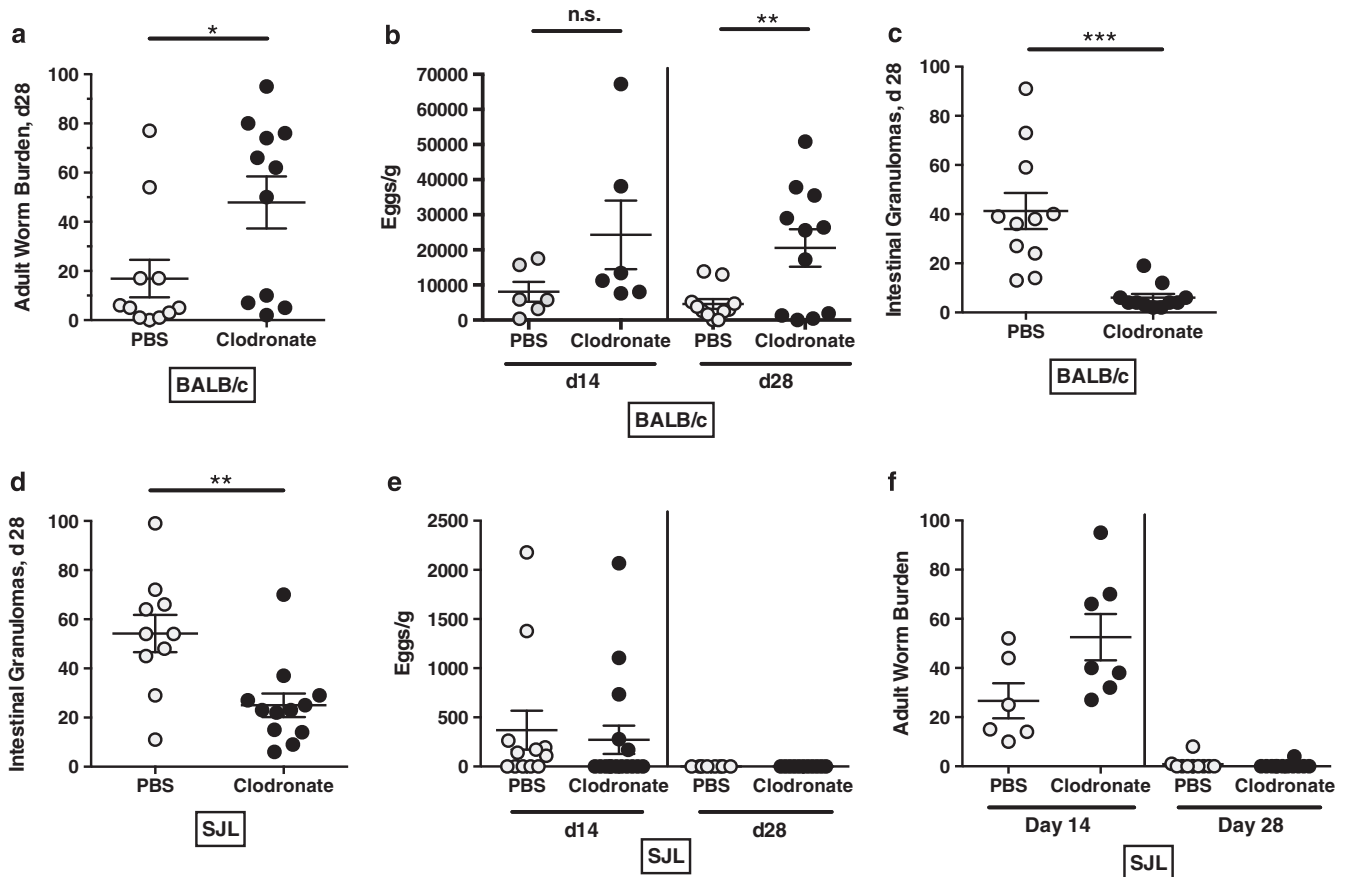 a
*
Adult Worm Burden, d28
100
80
60
40
20
0
PBS
Clodronate
BALB/c
b
n.s.
**
Eggs/g
70000
60000
50000
40000
30000
20000
10000
0
PBS
Clodronate
PBS
Clodronate
d14
d28
BALB/c
c
***
Intestinal Granulomas, d 28
100
80
60
40
20
0
PBS
Clodronate
BALB/c
d
**
Intestinal Granulomas, d 28
100
80
60
40
20
0
PBS
Clodronate
SJL
e
Eggs/g
2500
2000
1500
1000
500
0
PBS
Clodronate
PBS
Clodronate
d14
d28
SJL
f
Adult Worm Burden
100
80
60
40
20
0
PBS
Clodronate
PBS
Clodronate
Day 14
Day 28
SJL